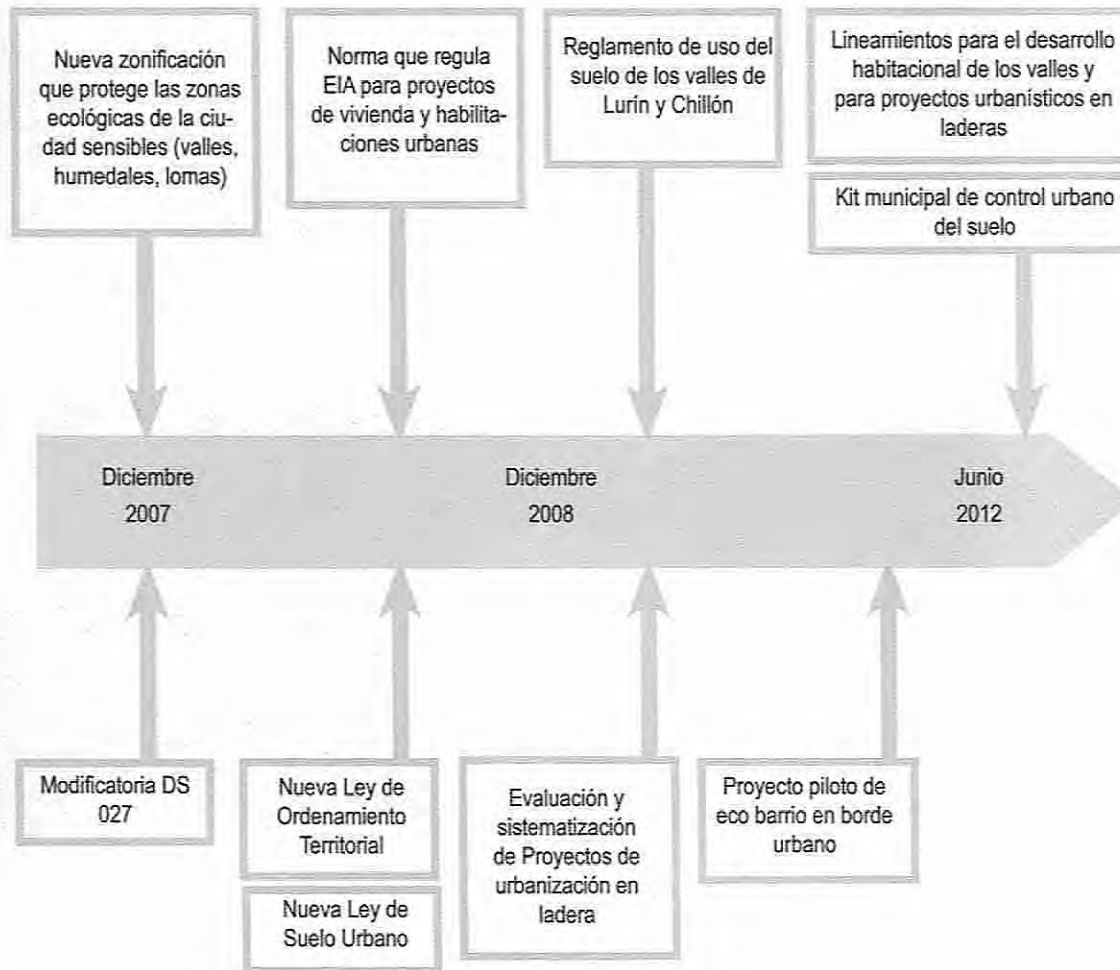 Nueva zonificación
que protege las zonas
ecológicas de la ciu-
dad sensibles (valles,
humedales, lomas)
Norma que regula
EIA para proyectos
de vivienda y habilita-
ciones urbanas
Reglamento de uso del
suelo de los valles de
Lurín y Chillón
Lineamientos para el desarrollo
habitacional de los valles y
para proyectos urbanísticos en
laderas
Kit municipal de control urbano
del suelo
Diciembre
2007
Diciembre
2008
Junio
2012
Modificatoria DS
027
Nueva Ley de
Ordenamiento
Territorial
Nueva Ley de
Suelo Urbano
Evaluación y
sistematización
de Proyectos de
urbanización en
ladera
Proyecto piloto de
eco barrio en borde
urbano